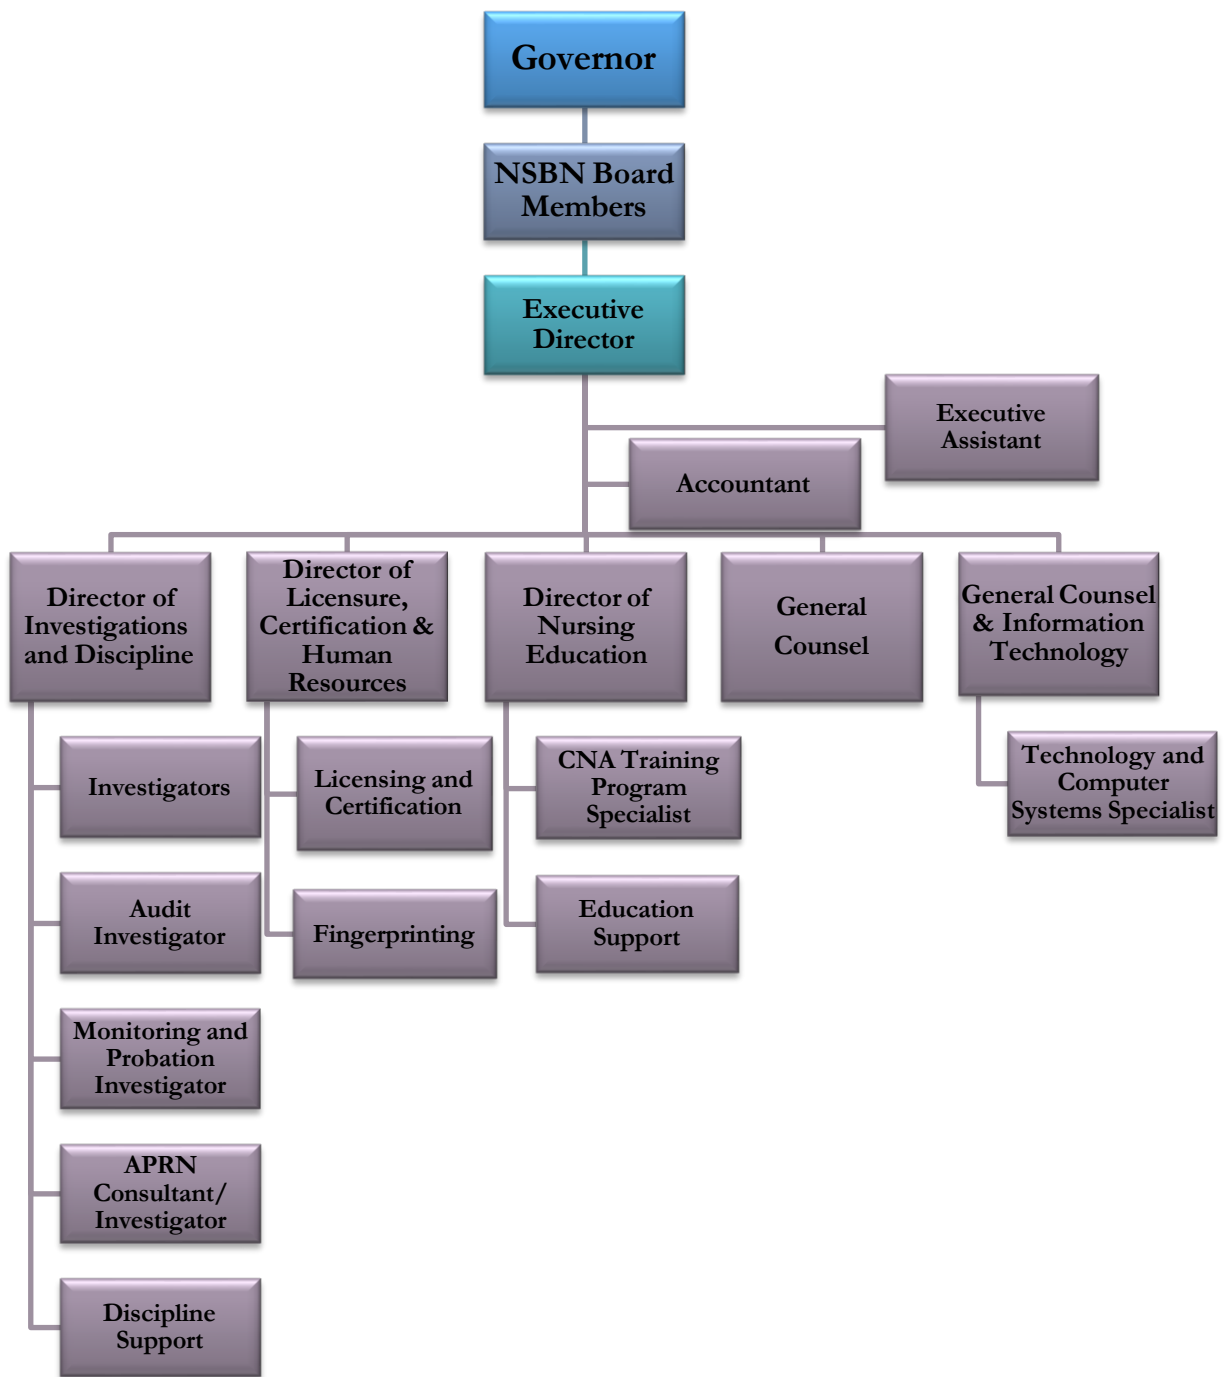 Governor
NSBN Board
Members
Executive
Director
Executive
Assistant
Accountant
Director of
Investigations
and Discipline
Director of
Licensure,
Certification &
Human
Resources
Director of
Nursing
Education
General
Counsel
General Counsel
& Information
Technology
Investigators
Audit
Investigator
Monitoring and
Probation
Investigator
APRN
Consultant/
Investigator
Discipline
Support
Licensing and
Certification
Fingerprinting
CNA Training
Program
Specialist
Education
Support
Technology and
Computer
Systems Specialist